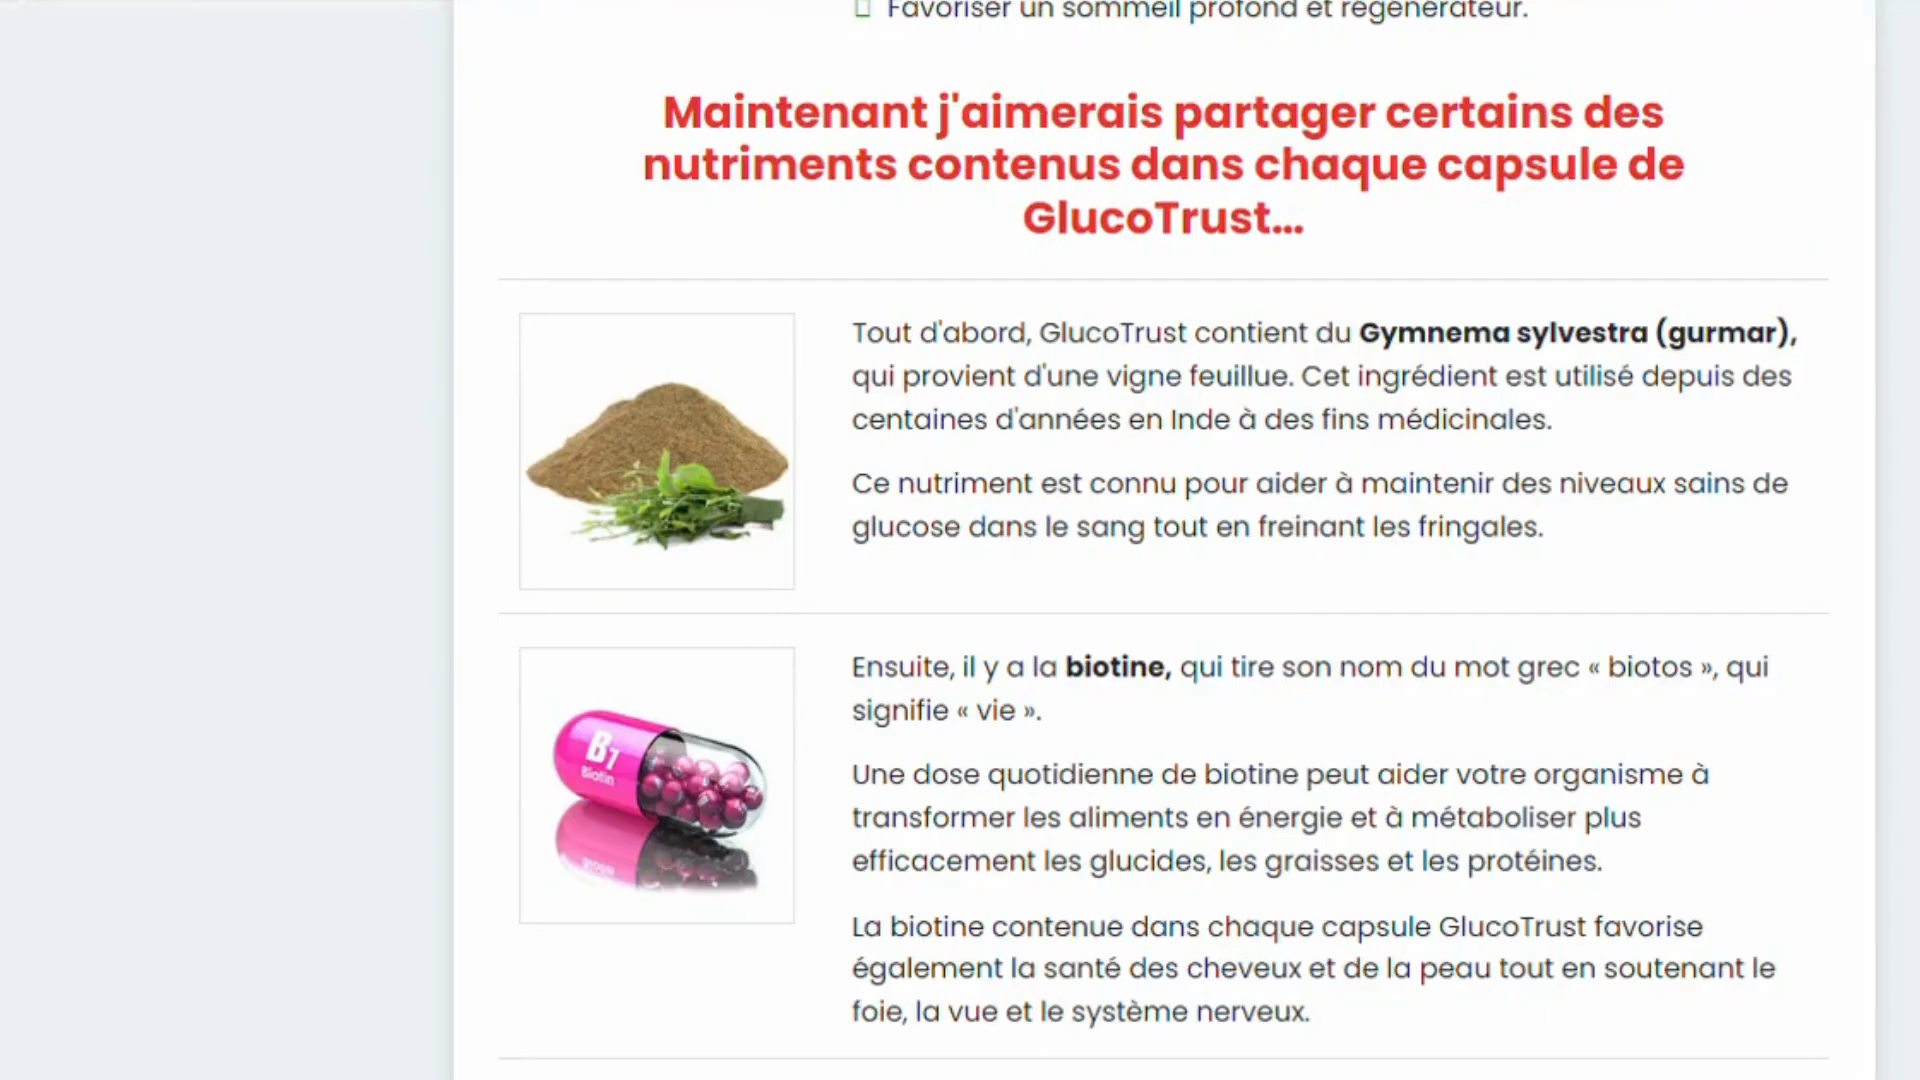 Favoriser un sommeil profond et régénérateur.
Maintenant j'aimerais partager certains des
nutriments contenus dans chaque capsule de
GlucoTrust...
Tout d'abord, GlucoTrust contient du Gymnema sylvestra (gurmar),
qui provient d'une vigne feuillue. Cet ingrédient est utilisé depuis des
centaines d'années en Inde à des fins médicinales.
Ce nutriment est connu pour aider à maintenir des niveaux sains de
glucose dans le sang tout en freinant les fringales.
B7
Biotin
Ensuite, il y a la biotine, qui tire son nom du mot grec « biotos », qui
signifie « vie ».
Une dose quotidienne de biotine peut aider votre organisme à
transformer les aliments en énergie et à métaboliser plus
efficacement les glucides, les graisses et les protéines.
La biotine contenue dans chaque capsule GlucoTrust favorise
également la santé des cheveux et de la peau tout en soutenant le
foie, la vue et le système nerveux.